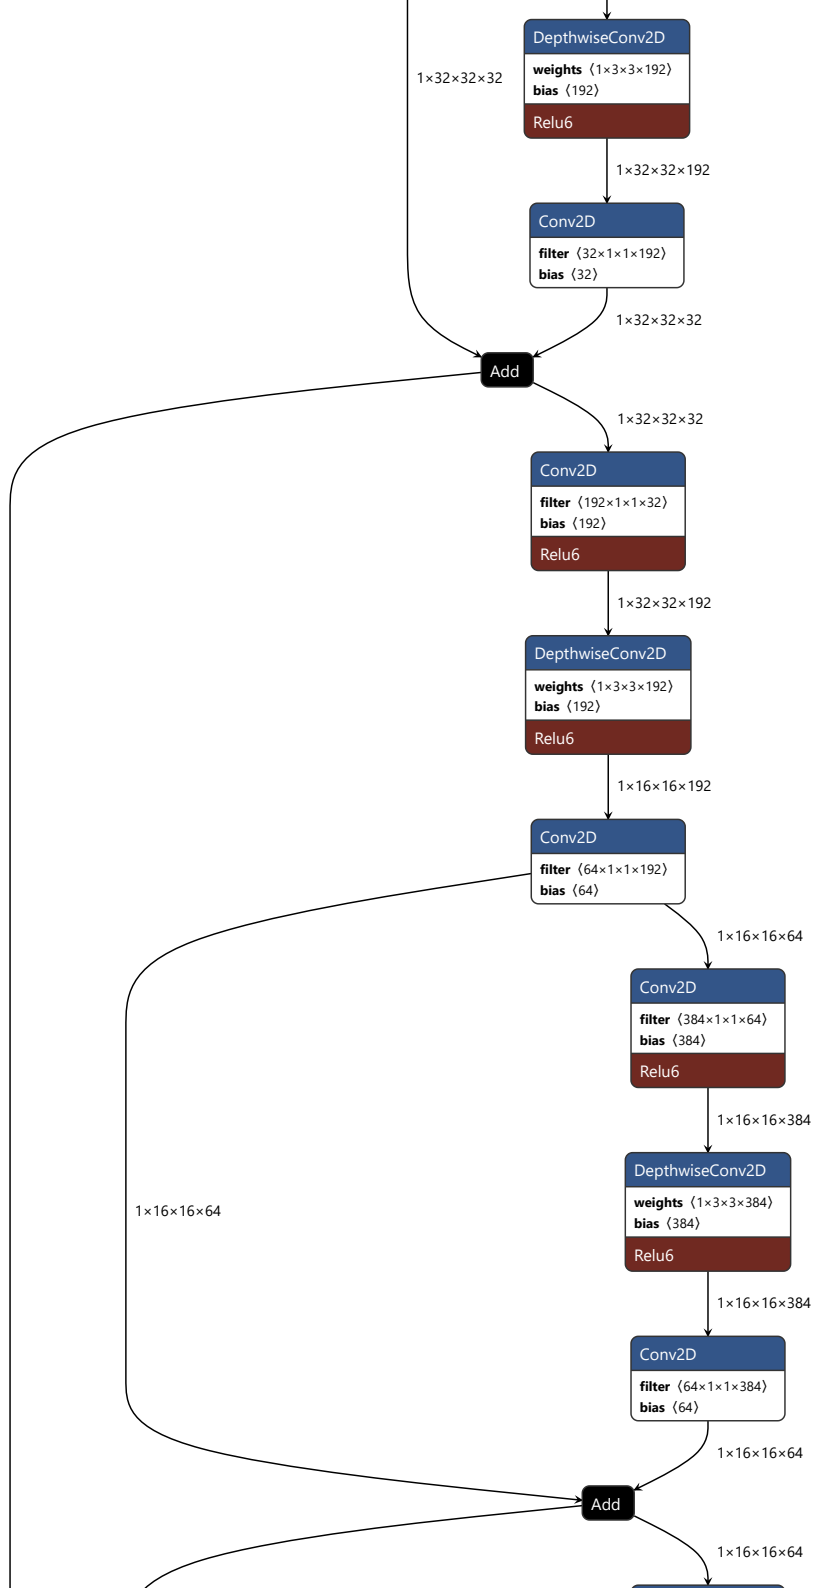 DepthwiseConv2D
weights ⟨1×3×3×192⟩
bias ⟨192⟩
Relu6
1×32×32×32
1×32×32×192
Conv2D
filter ⟨32×1×1×192⟩
bias ⟨32⟩
1×32×32×32
Add
1×32×32×32
Conv2D
filter ⟨192×1×1×32⟩
bias ⟨192⟩
Relu6
1×32×32×192
DepthwiseConv2D
weights ⟨1×3×3×192⟩
bias ⟨192⟩
Relu6
1×16×16×192
Conv2D
filter ⟨64×1×1×192⟩
bias ⟨64⟩
1×16×16×64
Conv2D
filter ⟨384×1×1×64⟩
bias ⟨384⟩
Relu6
1×16×16×384
DepthwiseConv2D
weights ⟨1×3×3×384⟩
bias ⟨384⟩
Relu6
1×16×16×64
1×16×16×384
Conv2D
filter ⟨64×1×1×384⟩
bias ⟨64⟩
1×16×16×64
Add
1×16×16×64